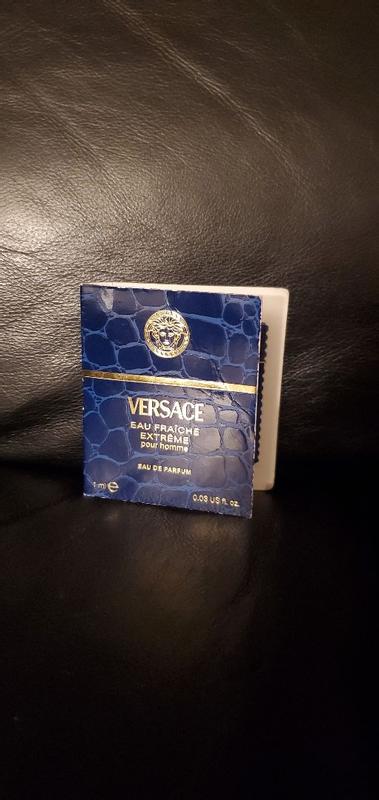 VERSACE
EAU FRAÎCHE
EXTRÊME
pour homme
EAU DE PARFUM
1 ml ℮ 0.03 US fl. oz.